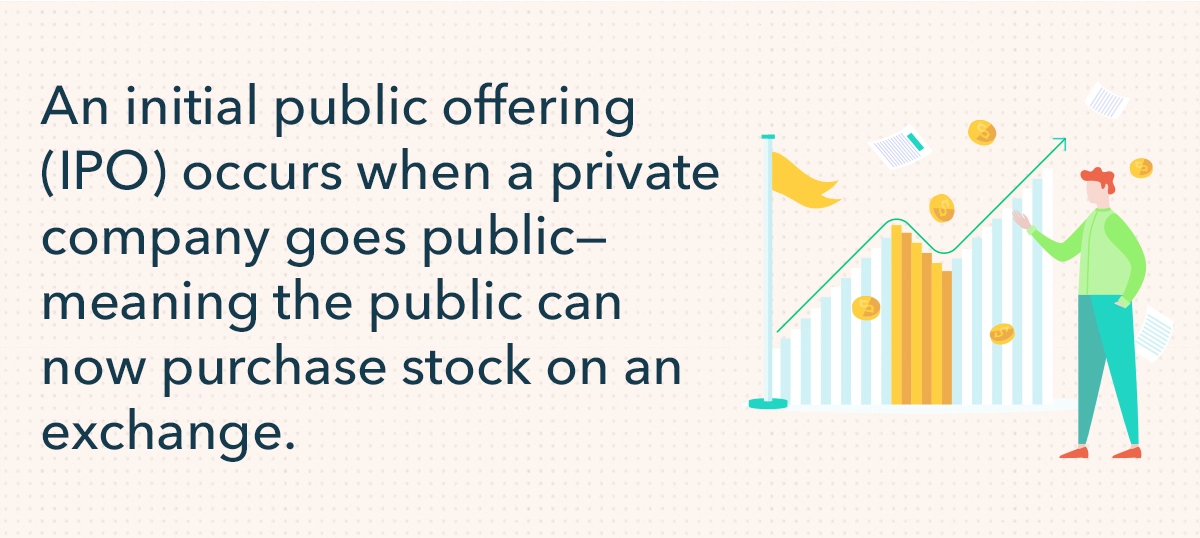 An initial public offering
(IPO) occurs when a private
company goes public—
meaning the public can
now purchase stock on an
exchange.